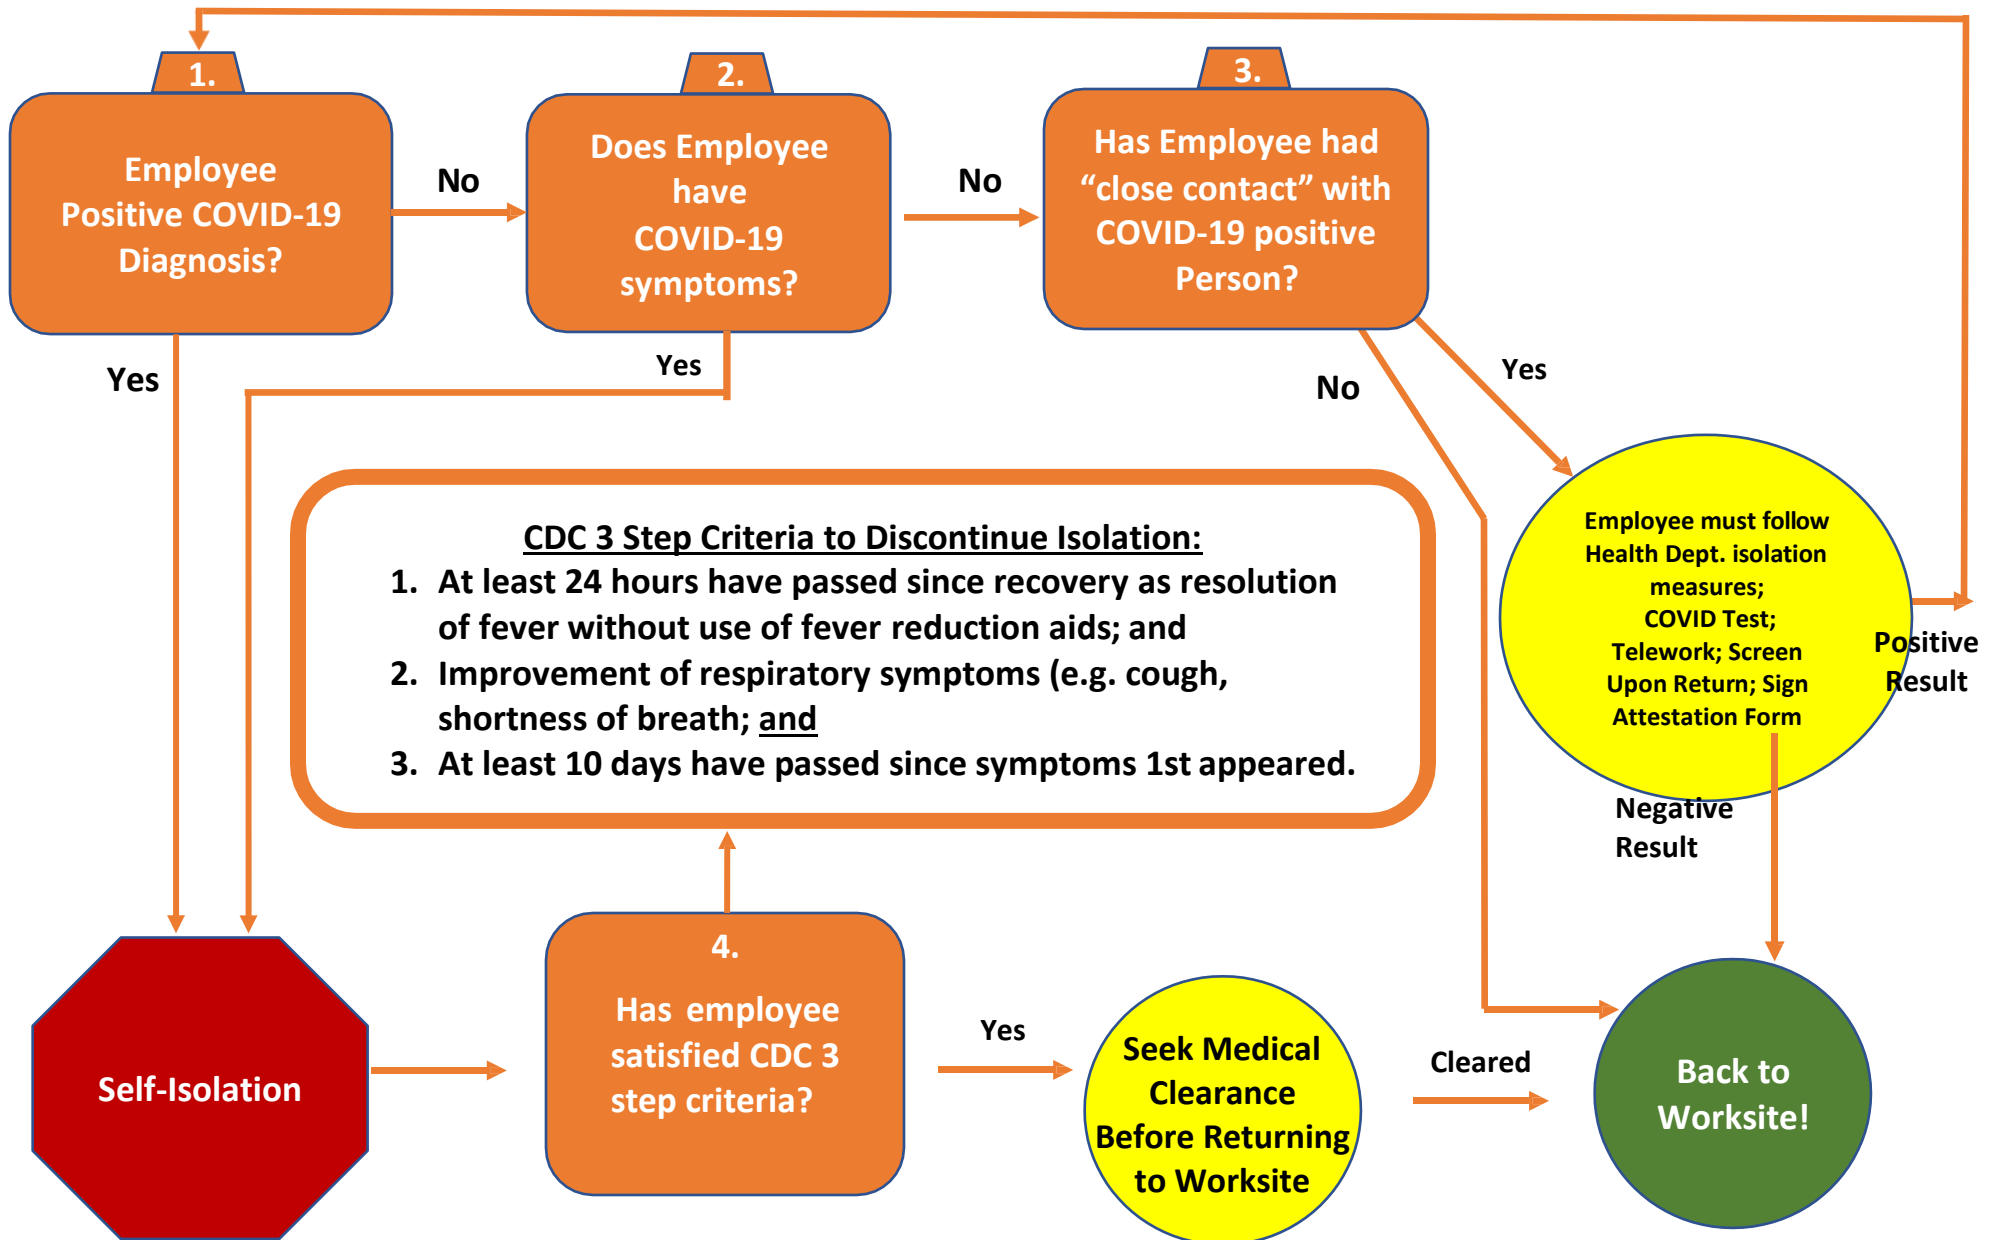 1.
Employee
Positive COVID-19
Diagnosis?
No
2.
Does Employee
have
COVID-19
symptoms?
No
3.
Has Employee had
“close contact” with
COVID-19 positive
Person?
Yes
Yes
No
Yes
Employee must follow
Health Dept. isolation
measures;
COVID Test;
Telework; Screen
Upon Return; Sign
Attestation Form
Positive
Result
Negative
Result
CDC 3 Step Criteria to Discontinue Isolation:
1. At least 24 hours have passed since recovery as resolution
of fever without use of fever reduction aids; and
2. Improvement of respiratory symptoms (e.g. cough,
shortness of breath; and
3. At least 10 days have passed since symptoms 1st appeared.
Self-Isolation
4.
Has employee
satisfied CDC 3
step criteria?
Yes
Seek Medical
Clearance
Before Returning
to Worksite
Cleared
Back to
Worksite!